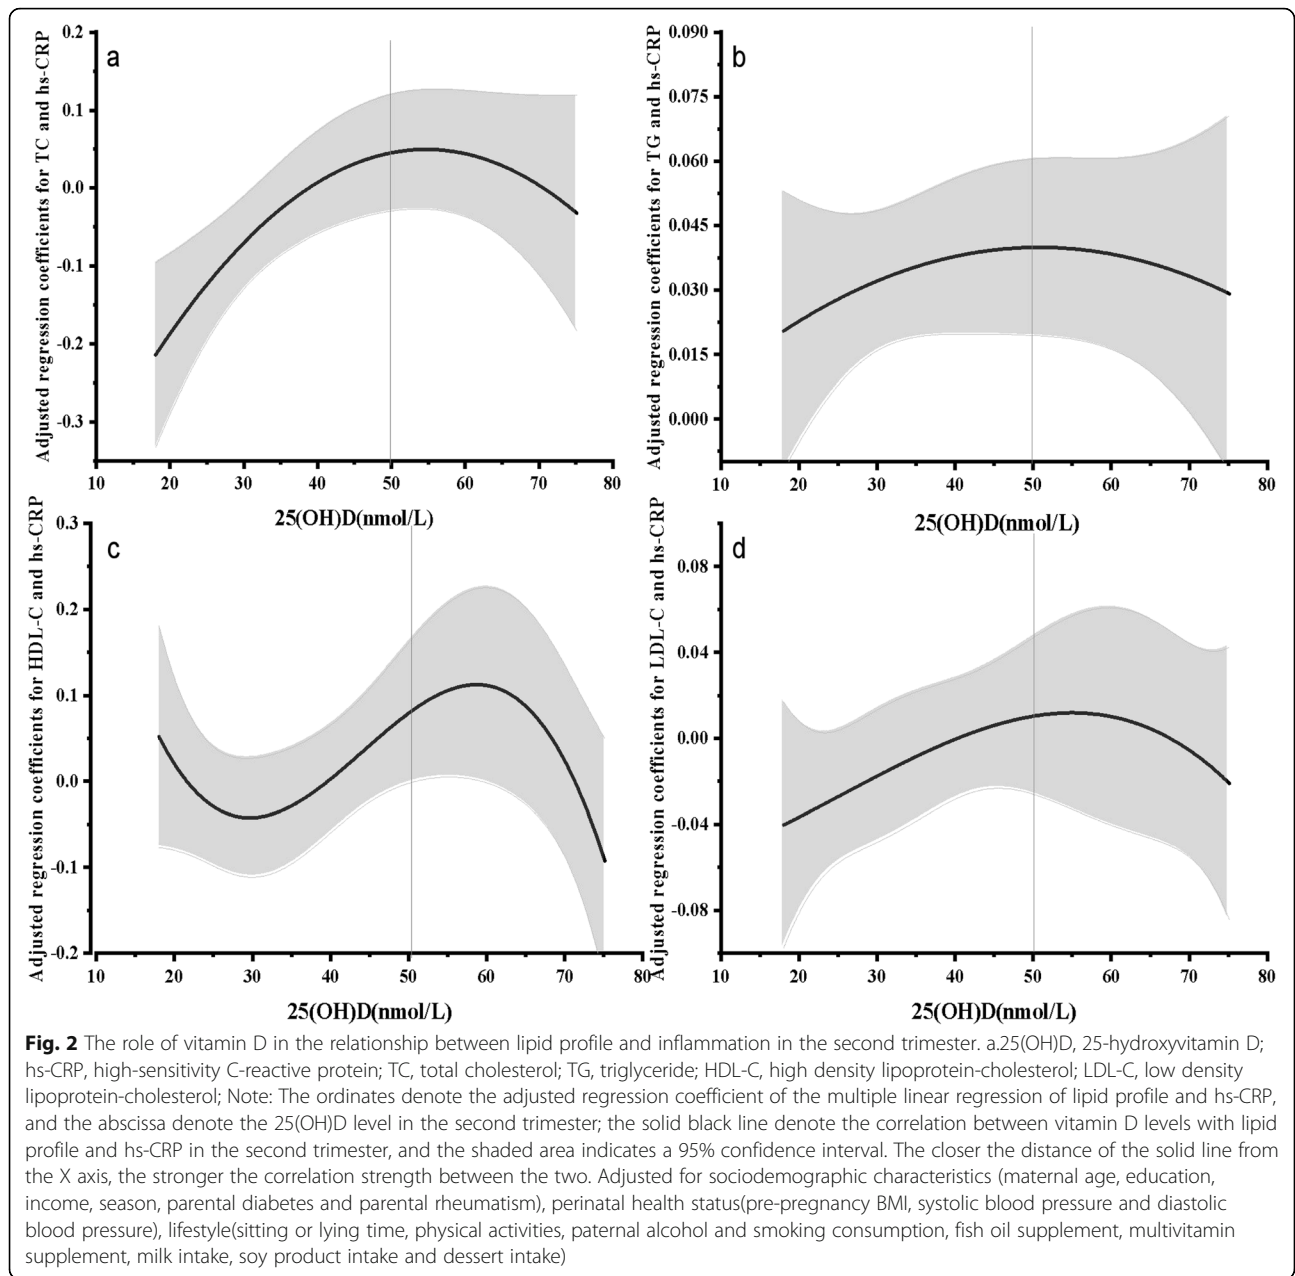 a
Adjusted regression coefficients for TC and hs-CRP
0.2
0.1
0.0
-0.1
-0.2
-0.3
10 20 30 40 50 60 70 80
25(OH)D(nmol/L)
b
Adjusted regression coefficients for TG and hs-CRP
0.090
0.075
0.060
0.045
0.030
0.015
0.000
10 20 30 40 50 60 70 80
25(OH)D(nmol/L)
c
Adjusted regression coefficients for HDL-C and hs-CRP
0.3
0.2
0.1
0.0
-0.1
-0.2
10 20 30 40 50 60 70 80
25(OH)D(nmol/L)
d
Adjusted regression coefficients for LDL-C and hs-CRP
0.08
0.04
0.00
-0.04
-0.08
10 20 30 40 50 60 70 80
25(OH)D(nmol/L)
Fig. 2 The role of vitamin D in the relationship between lipid profile and inflammation in the second trimester. a.25(OH)D, 25-hydroxyvitamin D;
hs-CRP, high-sensitivity C-reactive protein; TC, total cholesterol; TG, triglyceride; HDL-C, high density lipoprotein-cholesterol; LDL-C, low density
lipoprotein-cholesterol; Note: The ordinates denote the adjusted regression coefficient of the multiple linear regression of lipid profile and hs-CRP,
and the abscissa denote the 25(OH)D level in the second trimester; the solid black line denote the correlation between vitamin D levels with lipid
profile and hs-CRP in the second trimester, and the shaded area indicates a 95% confidence interval. The closer the distance of the solid line from
the X axis, the stronger the correlation strength between the two. Adjusted for sociodemographic characteristics (maternal age, education,
income, season, parental diabetes and parental rheumatism), perinatal health status(pre-pregnancy BMI, systolic blood pressure and diastolic
blood pressure), lifestyle(sitting or lying time, physical activities, paternal alcohol and smoking consumption, fish oil supplement, multivitamin
supplement, milk intake, soy product intake and dessert intake)